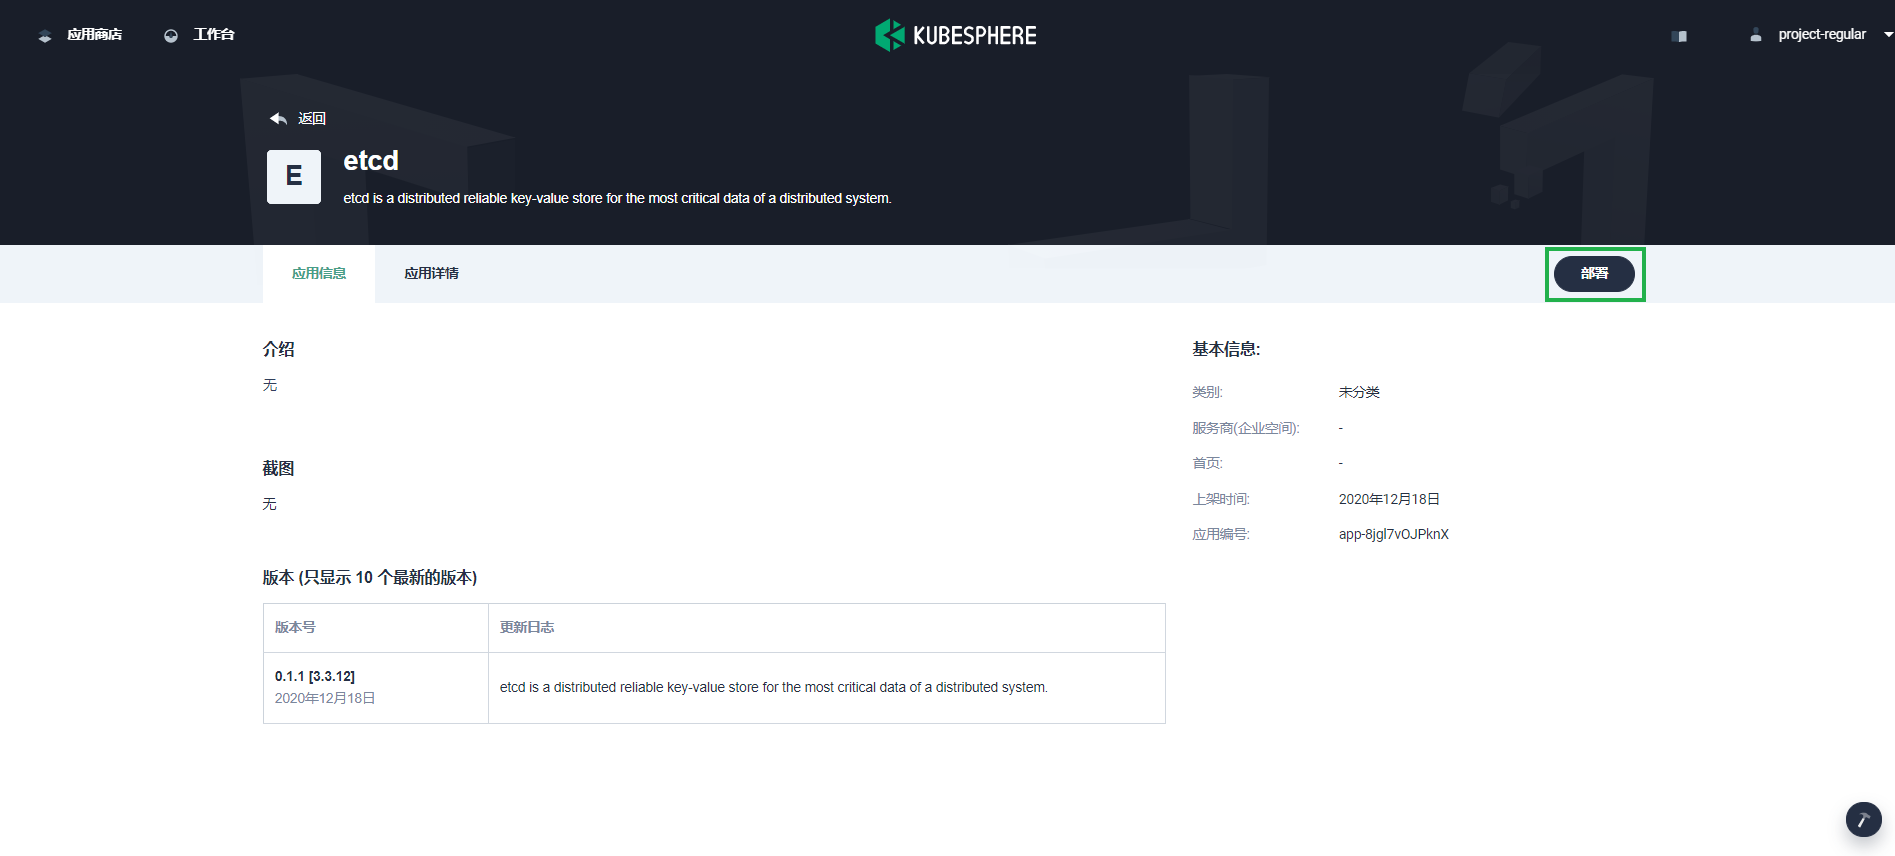 应用商店
工作台
KUBESPHERE
project-regular
返回
E
etcd
etcd is a distributed reliable key-value store for the most critical data of a distributed system.
应用信息
应用详情
部署
介绍
无
截图
无
版本 (只显示 10 个最新的版本)
版本号
更新日志
0.1.1 [3.3.12]
2020年12月18日
etcd is a distributed reliable key-value store for the most critical data of a distributed system.
基本信息:
类别:
未分类
服务商(企业空间):
-
首页:
-
上架时间:
2020年12月18日
应用编号:
app-8jgl7vOJPknX